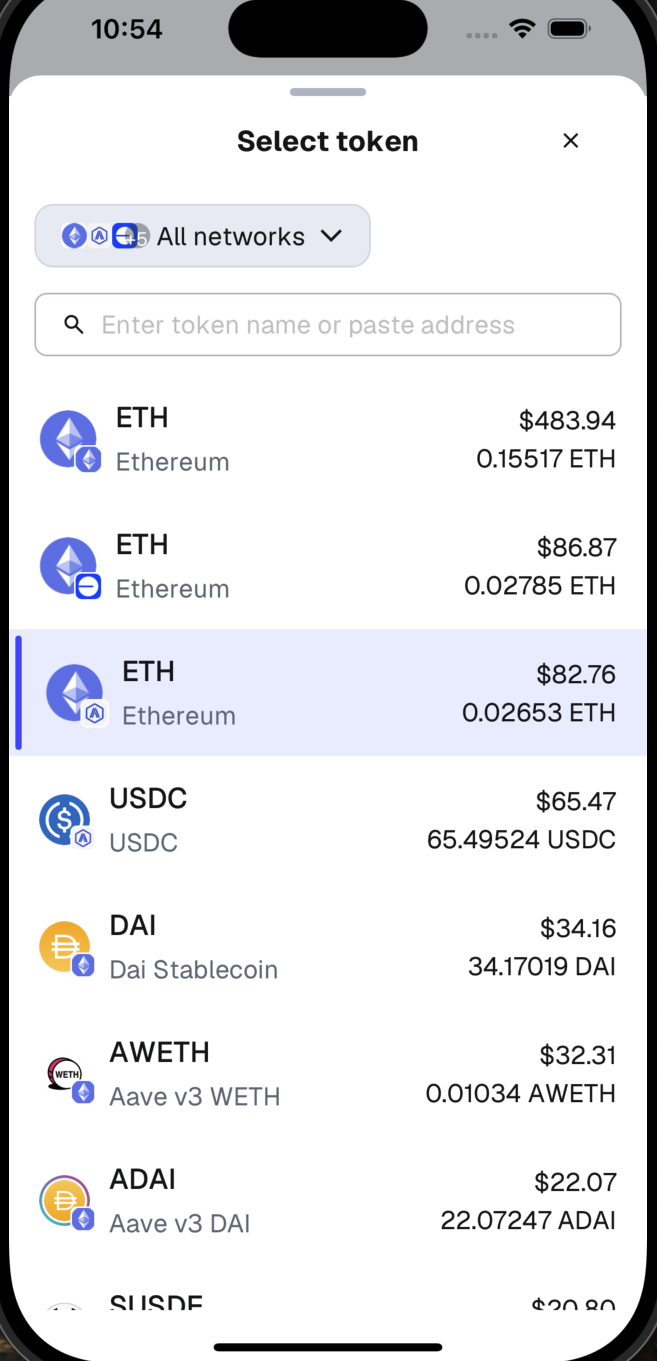 10:54
Select token
+5 All networks
Enter token name or paste address
ETH
$483.94
Ethereum
0.15517 ETH
ETH
$86.87
Ethereum
0.02785 ETH
ETH
$82.76
Ethereum
0.02653 ETH
USDC
$65.47
USDC
65.49524 USDC
DAI
$34.16
Dai Stablecoin
34.17019 DAI
AWETH
$32.31
WETH
Aave v3 WETH
0.01034 AWETH
ADAI
$22.07
Aave v3 DAI
22.07247 ADAI
SUSDE
$20.80